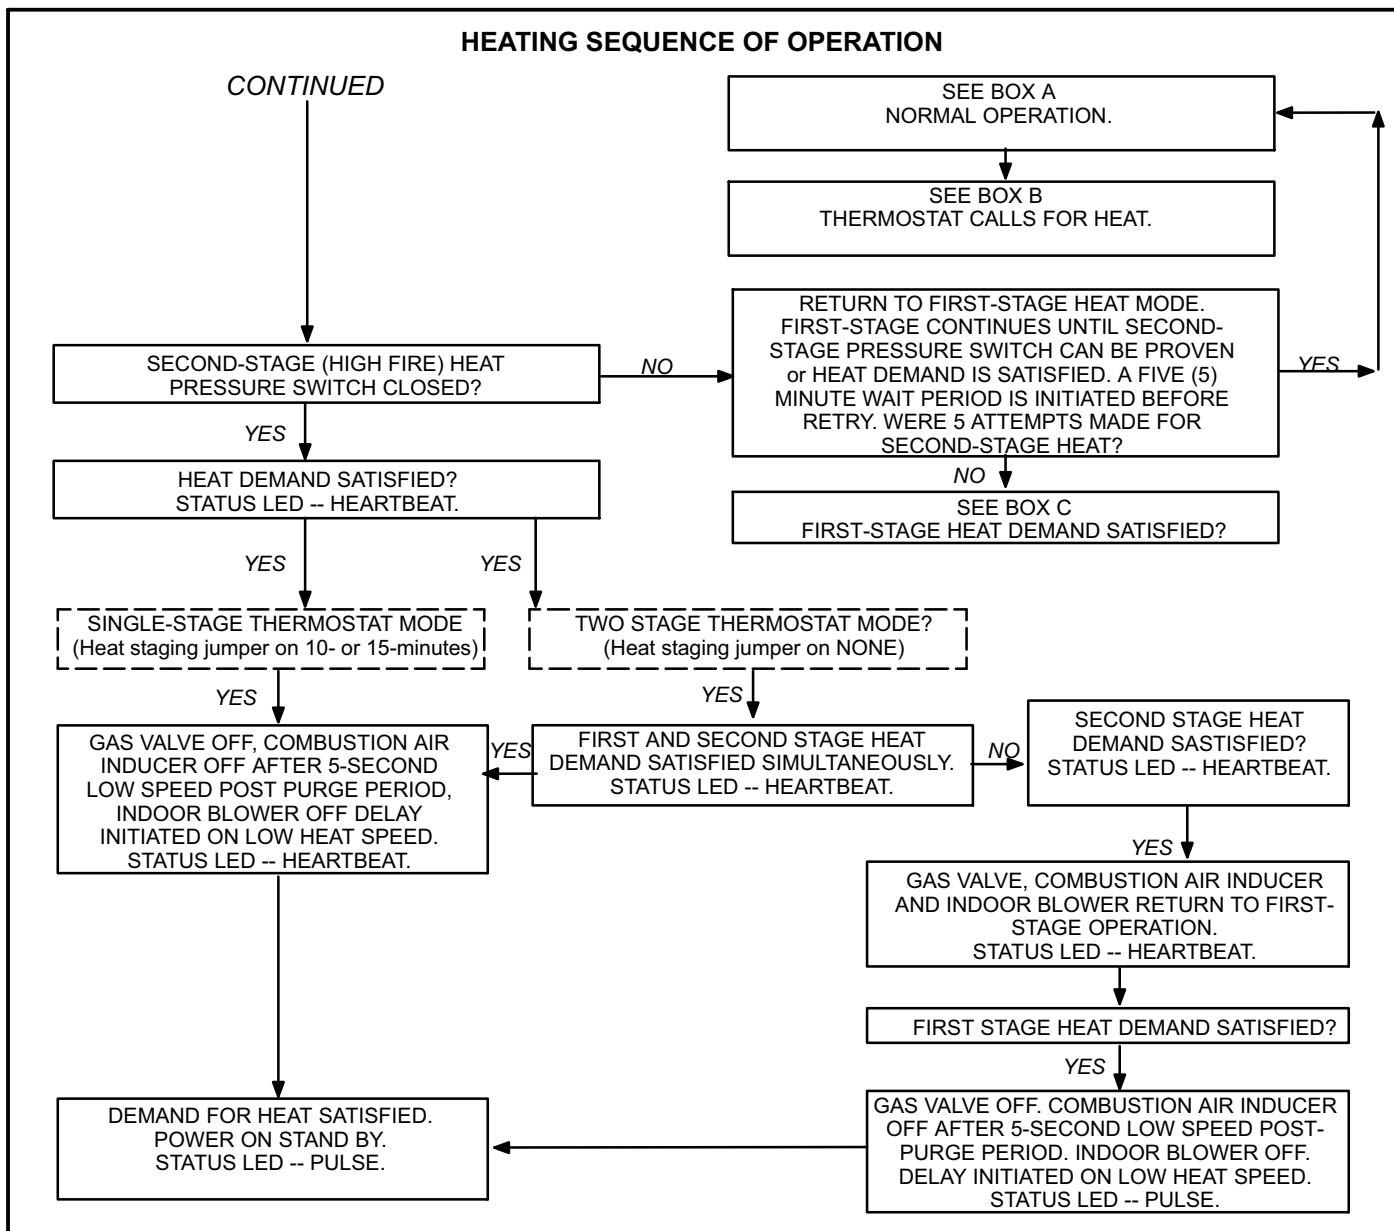 HEATING SEQUENCE OF OPERATION
CONTINUED
SEE BOX A
NORMAL OPERATION.
SEE BOX B
THERMOSTAT CALLS FOR HEAT.
RETURN TO FIRST-STAGE HEAT MODE.
FIRST-STAGE CONTINUES UNTIL SECOND-
STAGE PRESSURE SWITCH CAN BE PROVEN
or HEAT DEMAND IS SATISFIED. A FIVE (5)
MINUTE WAIT PERIOD IS INITIATED BEFORE
RETRY. WERE 5 ATTEMPTS MADE FOR
SECOND-STAGE HEAT?
YES
SECOND-STAGE (HIGH FIRE) HEAT
PRESSURE SWITCH CLOSED?
NO
YES
NO
HEAT DEMAND SATISFIED?
STATUS LED -- HEARTBEAT.
SEE BOX C
FIRST-STAGE HEAT DEMAND SATISFIED?
YES
YES
SINGLE-STAGE THERMOSTAT MODE
(Heat staging jumper on 10- or 15-minutes)
TWO STAGE THERMOSTAT MODE?
(Heat staging jumper on NONE)
YES
YES
GAS VALVE OFF, COMBUSTION AIR
INDUCER OFF AFTER 5-SECOND
LOW SPEED POST PURGE PERIOD,
INDOOR BLOWER OFF DELAY
INITIATED ON LOW HEAT SPEED.
STATUS LED -- HEARTBEAT.
YES
FIRST AND SECOND STAGE HEAT
DEMAND SATISFIED SIMULTANEOUSLY.
STATUS LED -- HEARTBEAT.
NO
SECOND STAGE HEAT
DEMAND SASTISFIED?
STATUS LED -- HEARTBEAT.
YES
GAS VALVE, COMBUSTION AIR INDUCER
AND INDOOR BLOWER RETURN TO FIRST-
STAGE OPERATION.
STATUS LED -- HEARTBEAT.
FIRST STAGE HEAT DEMAND SATISFIED?
YES
DEMAND FOR HEAT SATISFIED.
POWER ON STAND BY.
STATUS LED -- PULSE.
GAS VALVE OFF. COMBUSTION AIR INDUCER
OFF AFTER 5-SECOND LOW SPEED POST-
PURGE PERIOD. INDOOR BLOWER OFF.
DELAY INITIATED ON LOW HEAT SPEED.
STATUS LED -- PULSE.